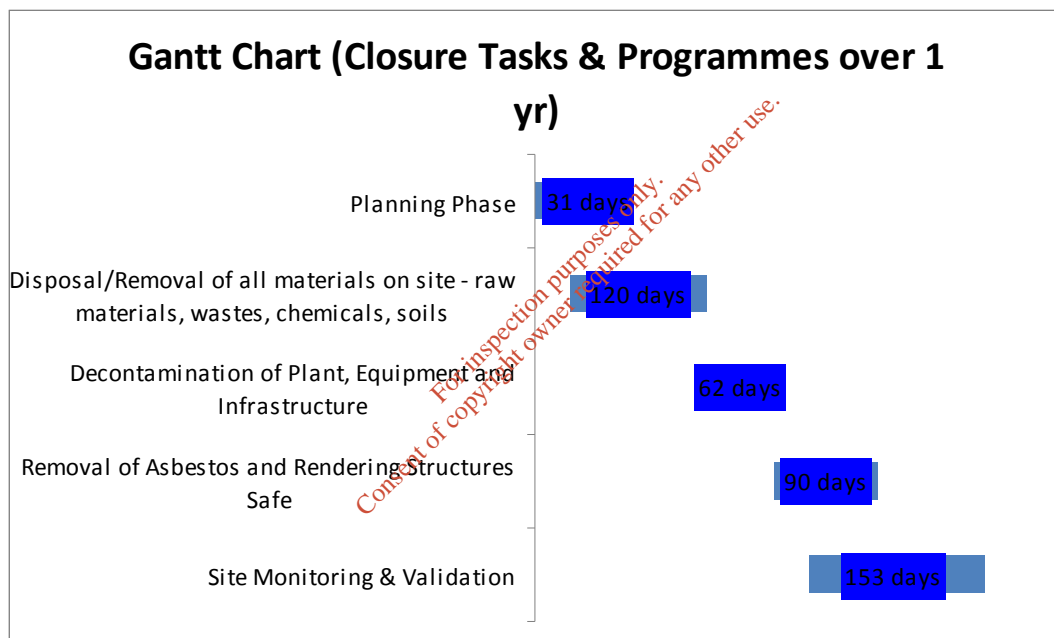 Gantt Chart (Closure Tasks & Programmes over 1
yr)
Planning Phase
31 days
Disposal/Removal of all materials on site - raw
materials, wastes, chemicals, soils
120 days
Decontamination of Plant, Equipment and
Infrastructure
62 days
Removal of Asbestos and Rendering Structures
Safe
90 days
Site Monitoring & Validation
153 days
For inspection purposes only.
Consent of copyright owner required for any other use.